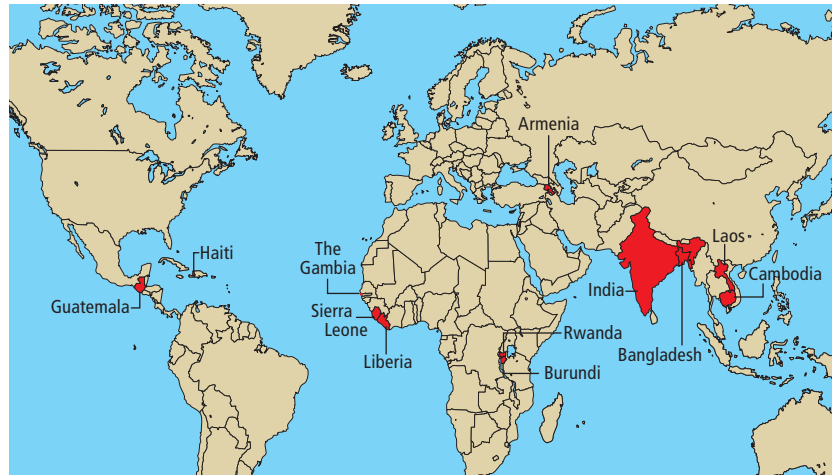 Armenia
Haiti
The
Gambia
Laos
Cambodia
Guatemala
India
Sierra
Leone
Rwanda
Liberia
Bangladesh
Burundi